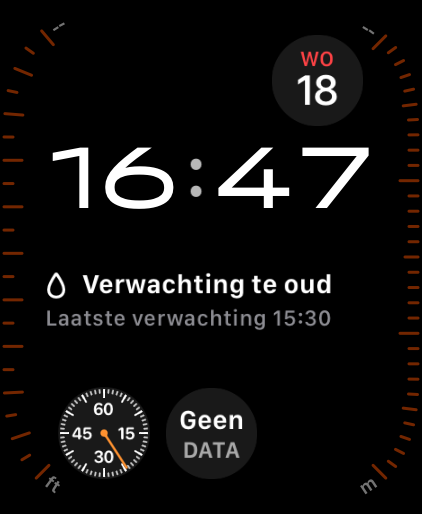 --
--
WO
18
16:47
Verwachting te oud
Laatste verwachting 15:30
60
45
15
30
Geen
DATA
ft
m